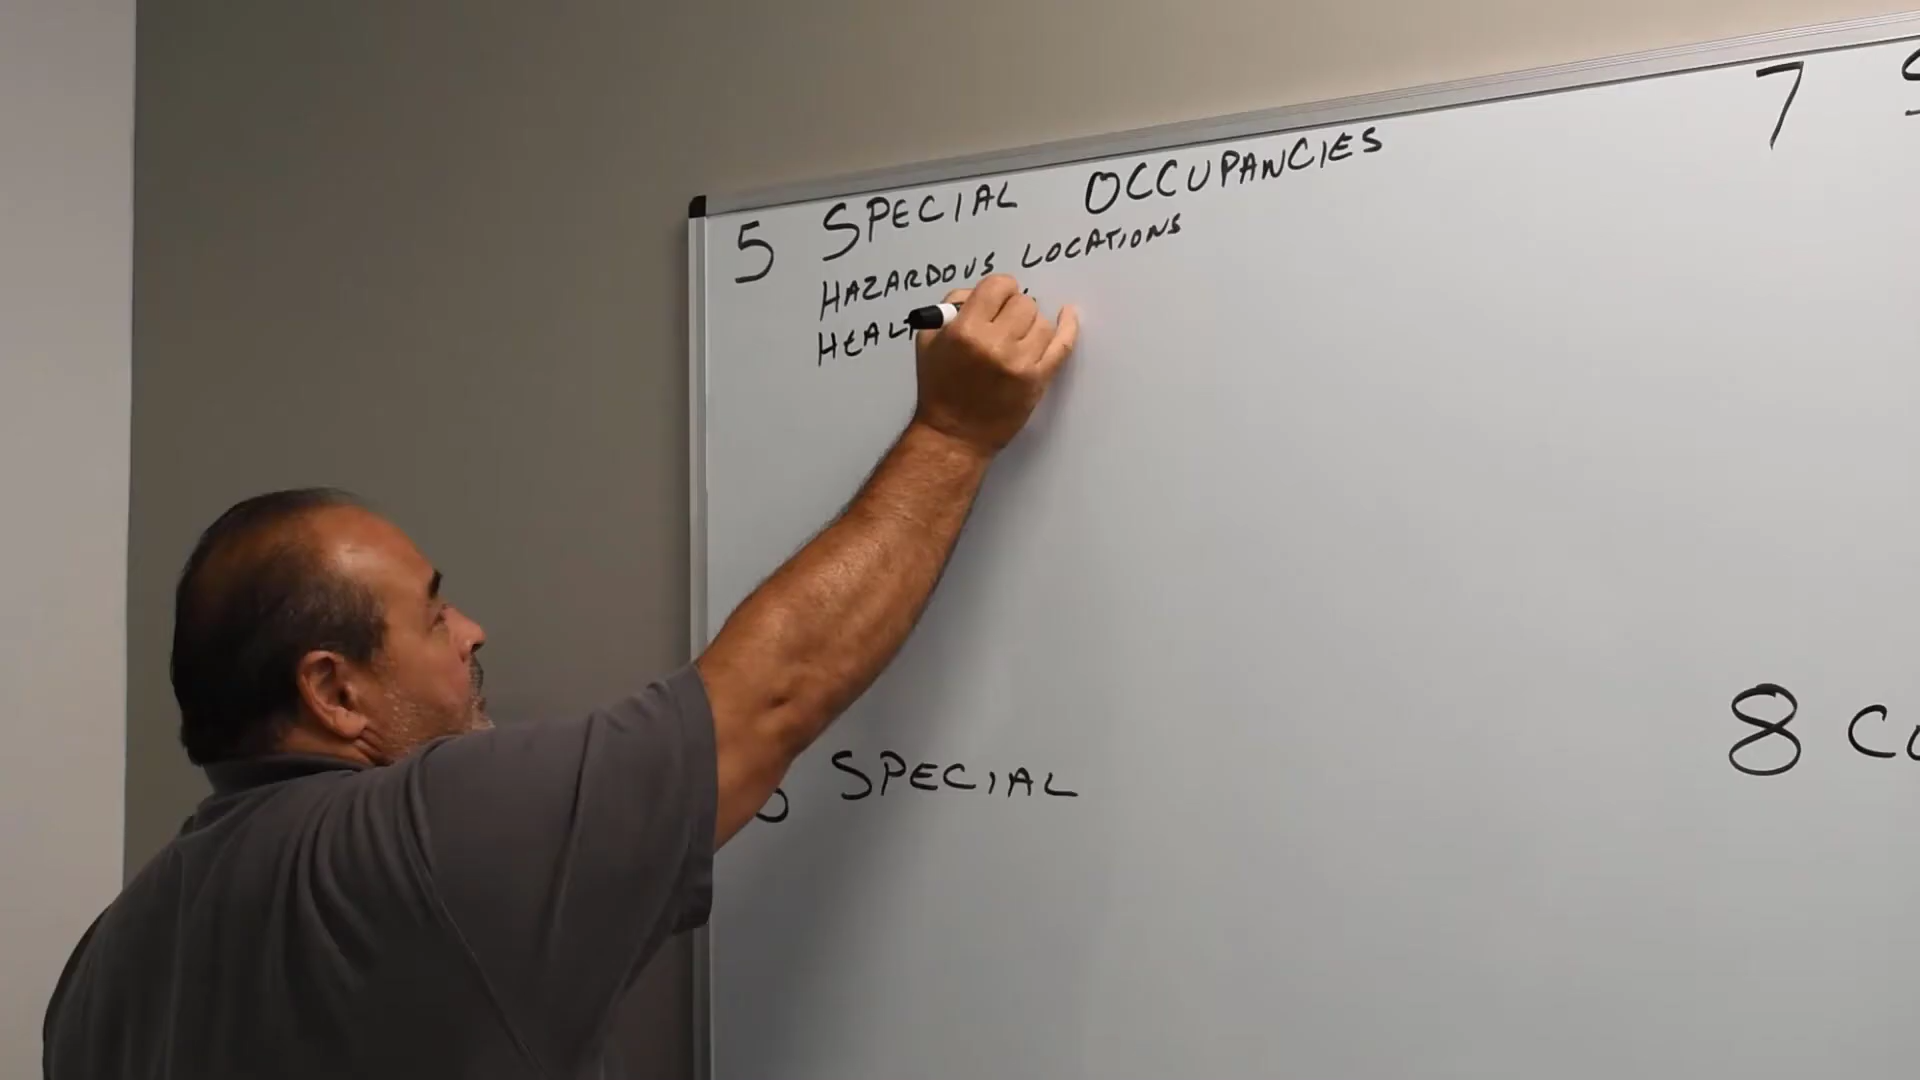 5 SPECIAL OCCUPANCIES
HAZARDOUS LOCATIONS
SPECIAL
7
8